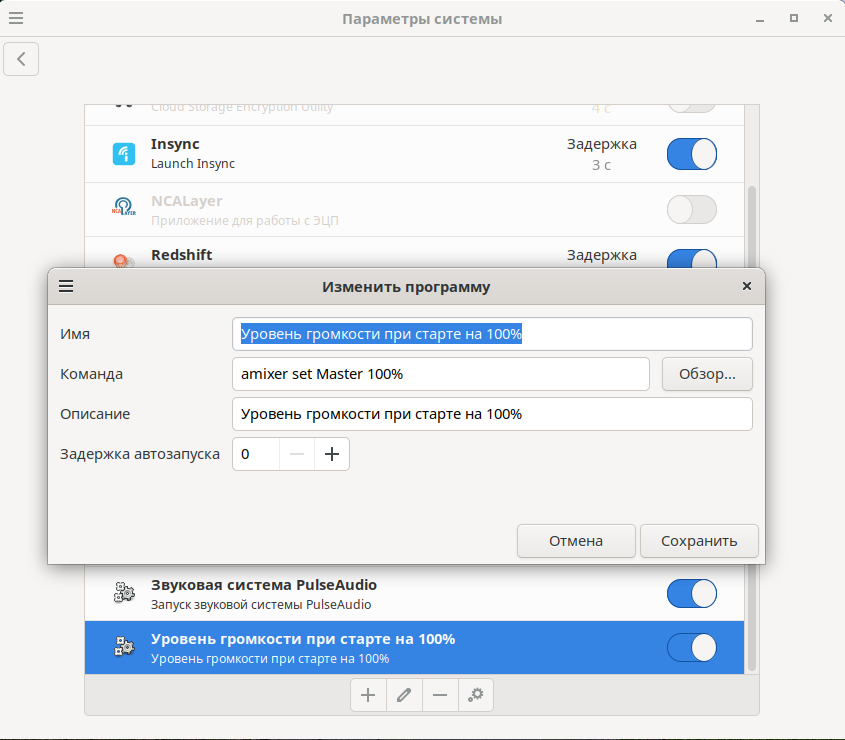 Параметры системы
Cloud Storage Encryption Utility
4 с
Insync
Launch Insync
Задержка
3 с
NCALayer
Приложение для работы с ЭЦП
Redshift
Задержка
Изменить программу
Имя
Уровень громкости при старте на 100%
Команда
amixer set Master 100%
Обзор...
Описание
Уровень громкости при старте на 100%
Задержка автозапуска
0
Отмена
Сохранить
Звуковая система PulseAudio
Запуск звуковой системы PulseAudio
Уровень громкости при старте на 100%
Уровень громкости при старте на 100%